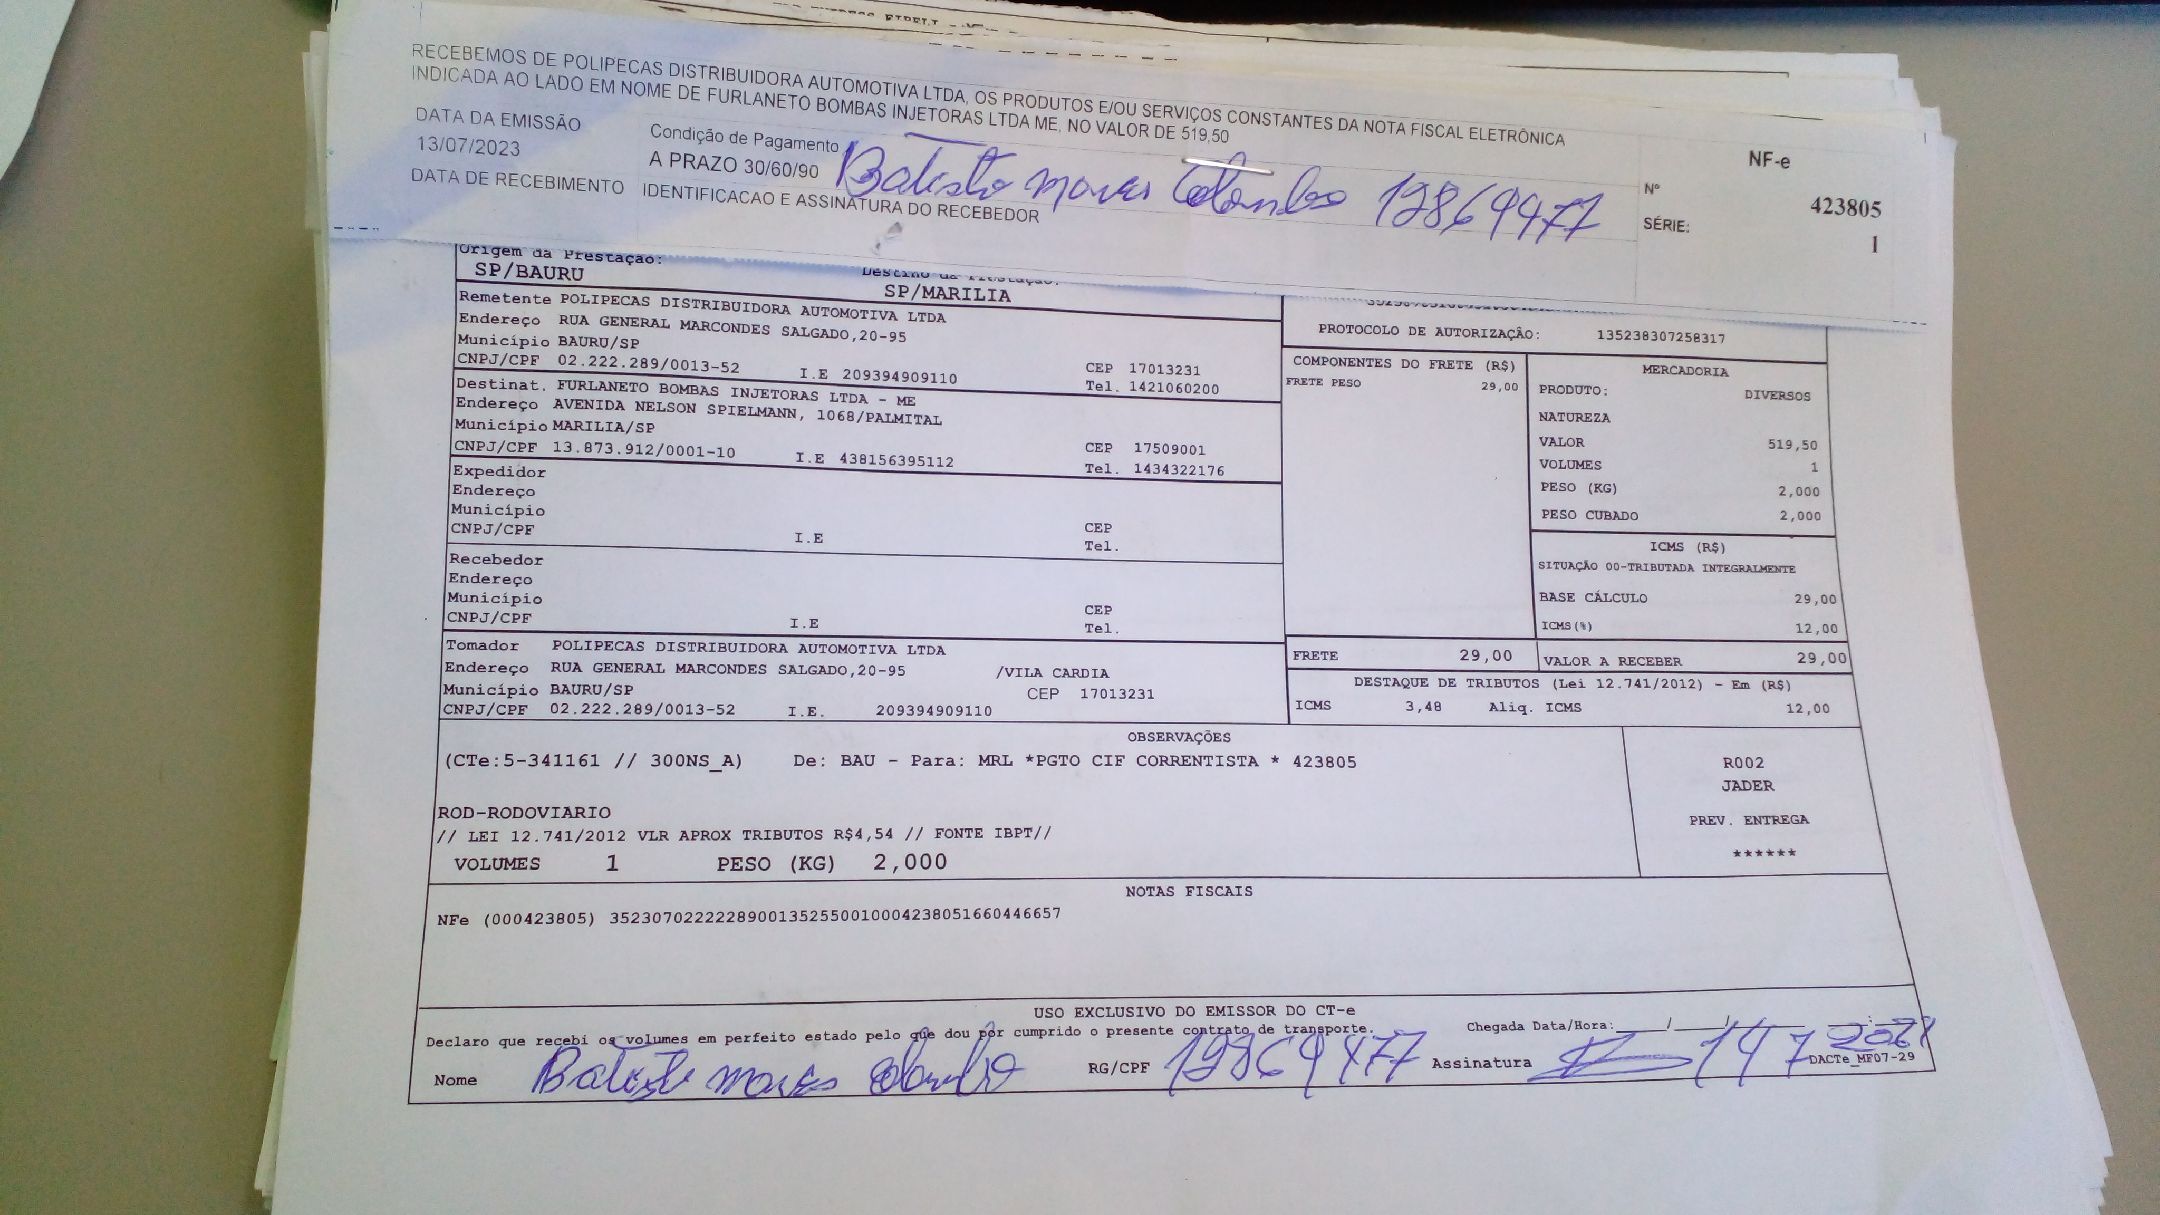 RECEBEMOS DE POLIPECAS DISTRIBUIDORA AUTOMOTIVA LTDA, OS PRODUTOS E/OU SERVIÇOS CONSTANTES DA NOTA FISCAL ELETRÔNICA
INDICADA AO LADO EM NOME DE FURLANETO BOMBAS INJETORAS LTDA ME, NO VALOR DE 519,50
DATA DA EMISSÃO
13/07/2023
Condição de Pagamento
A PRAZO 30/60/90
DATA DE RECEBIMENTO IDENTIFICACAO E ASSINATURA DO RECEBEDOR
12869477
NF-e
Nº 423805
SÉRIE: 1
Origem da Prestação:
SP/BAURU
SP/MARILIA
Remetente POLIPECAS DISTRIBUIDORA AUTOMOTIVA LTDA
Endereço RUA GENERAL MARCONDES SALGADO,20-95
Município BAURU/SP
CEP 17013231
CNPJ/CPF 02.222.289/0013-52 I.E 209394909110 Tel. 1421060200
Destinat. FURLANETO BOMBAS INJETORAS LTDA - ME
Endereço AVENIDA NELSON SPIELMANN, 1068/PALMITAL
Município MARILIA/SP
CEP 17509001
CNPJ/CPF 13.873.912/0001-10 I.E 438156395112 Tel. 1434322176
Expedidor
Endereço
Município
CEP
CNPJ/CPF I.E Tel.
Recebedor
Endereço
Município
CEP
CNPJ/CPF I.E Tel.
Tomador POLIPECAS DISTRIBUIDORA AUTOMOTIVA LTDA
Endereço RUA GENERAL MARCONDES SALGADO,20-95 /VILA CARDIA
Município BAURU/SP CEP 17013231
CNPJ/CPF 02.222.289/0013-52 I.E. 209394909110
PROTOCOLO DE AUTORIZAÇÃO: 135238307258317
COMPONENTES DO FRETE (R$)
FRETE PESO 29,00
MERCADORIA
PRODUTO: DIVERSOS
NATUREZA
VALOR 519,50
VOLUMES 1
PESO (KG) 2,000
PESO CUBADO 2,000
ICMS (R$)
SITUAÇÃO 00-TRIBUTADA INTEGRALMENTE
BASE CÁLCULO 29,00
ICMS(%) 12,00
FRETE 29,00 VALOR A RECEBER 29,00
DESTAQUE DE TRIBUTOS (Lei 12.741/2012) - Em (R$)
ICMS 3,48 Aliq. ICMS 12,00
OBSERVAÇÕES
(CTe:5-341161 // 300NS_A) De: BAU - Para: MRL *PGTO CIF CORRENTISTA * 423805
ROD-RODOVIARIO
// LEI 12.741/2012 VLR APROX TRIBUTOS R$4,54 // FONTE IBPT//
VOLUMES 1 PESO (KG) 2,000
R002
JADER
PREV. ENTREGA
******
NOTAS FISCAIS
NFe (000423805) 35230702222289001352550010004238051660446657
USO EXCLUSIVO DO EMISSOR DO CT-e
Declaro que recebi os volumes em perfeito estado pelo que dou por cumprido o presente contrato de transporte. Chegada Data/Hora:
Nome RG/CPF 12869477 Assinatura 14 7
DACTe_MF07-29